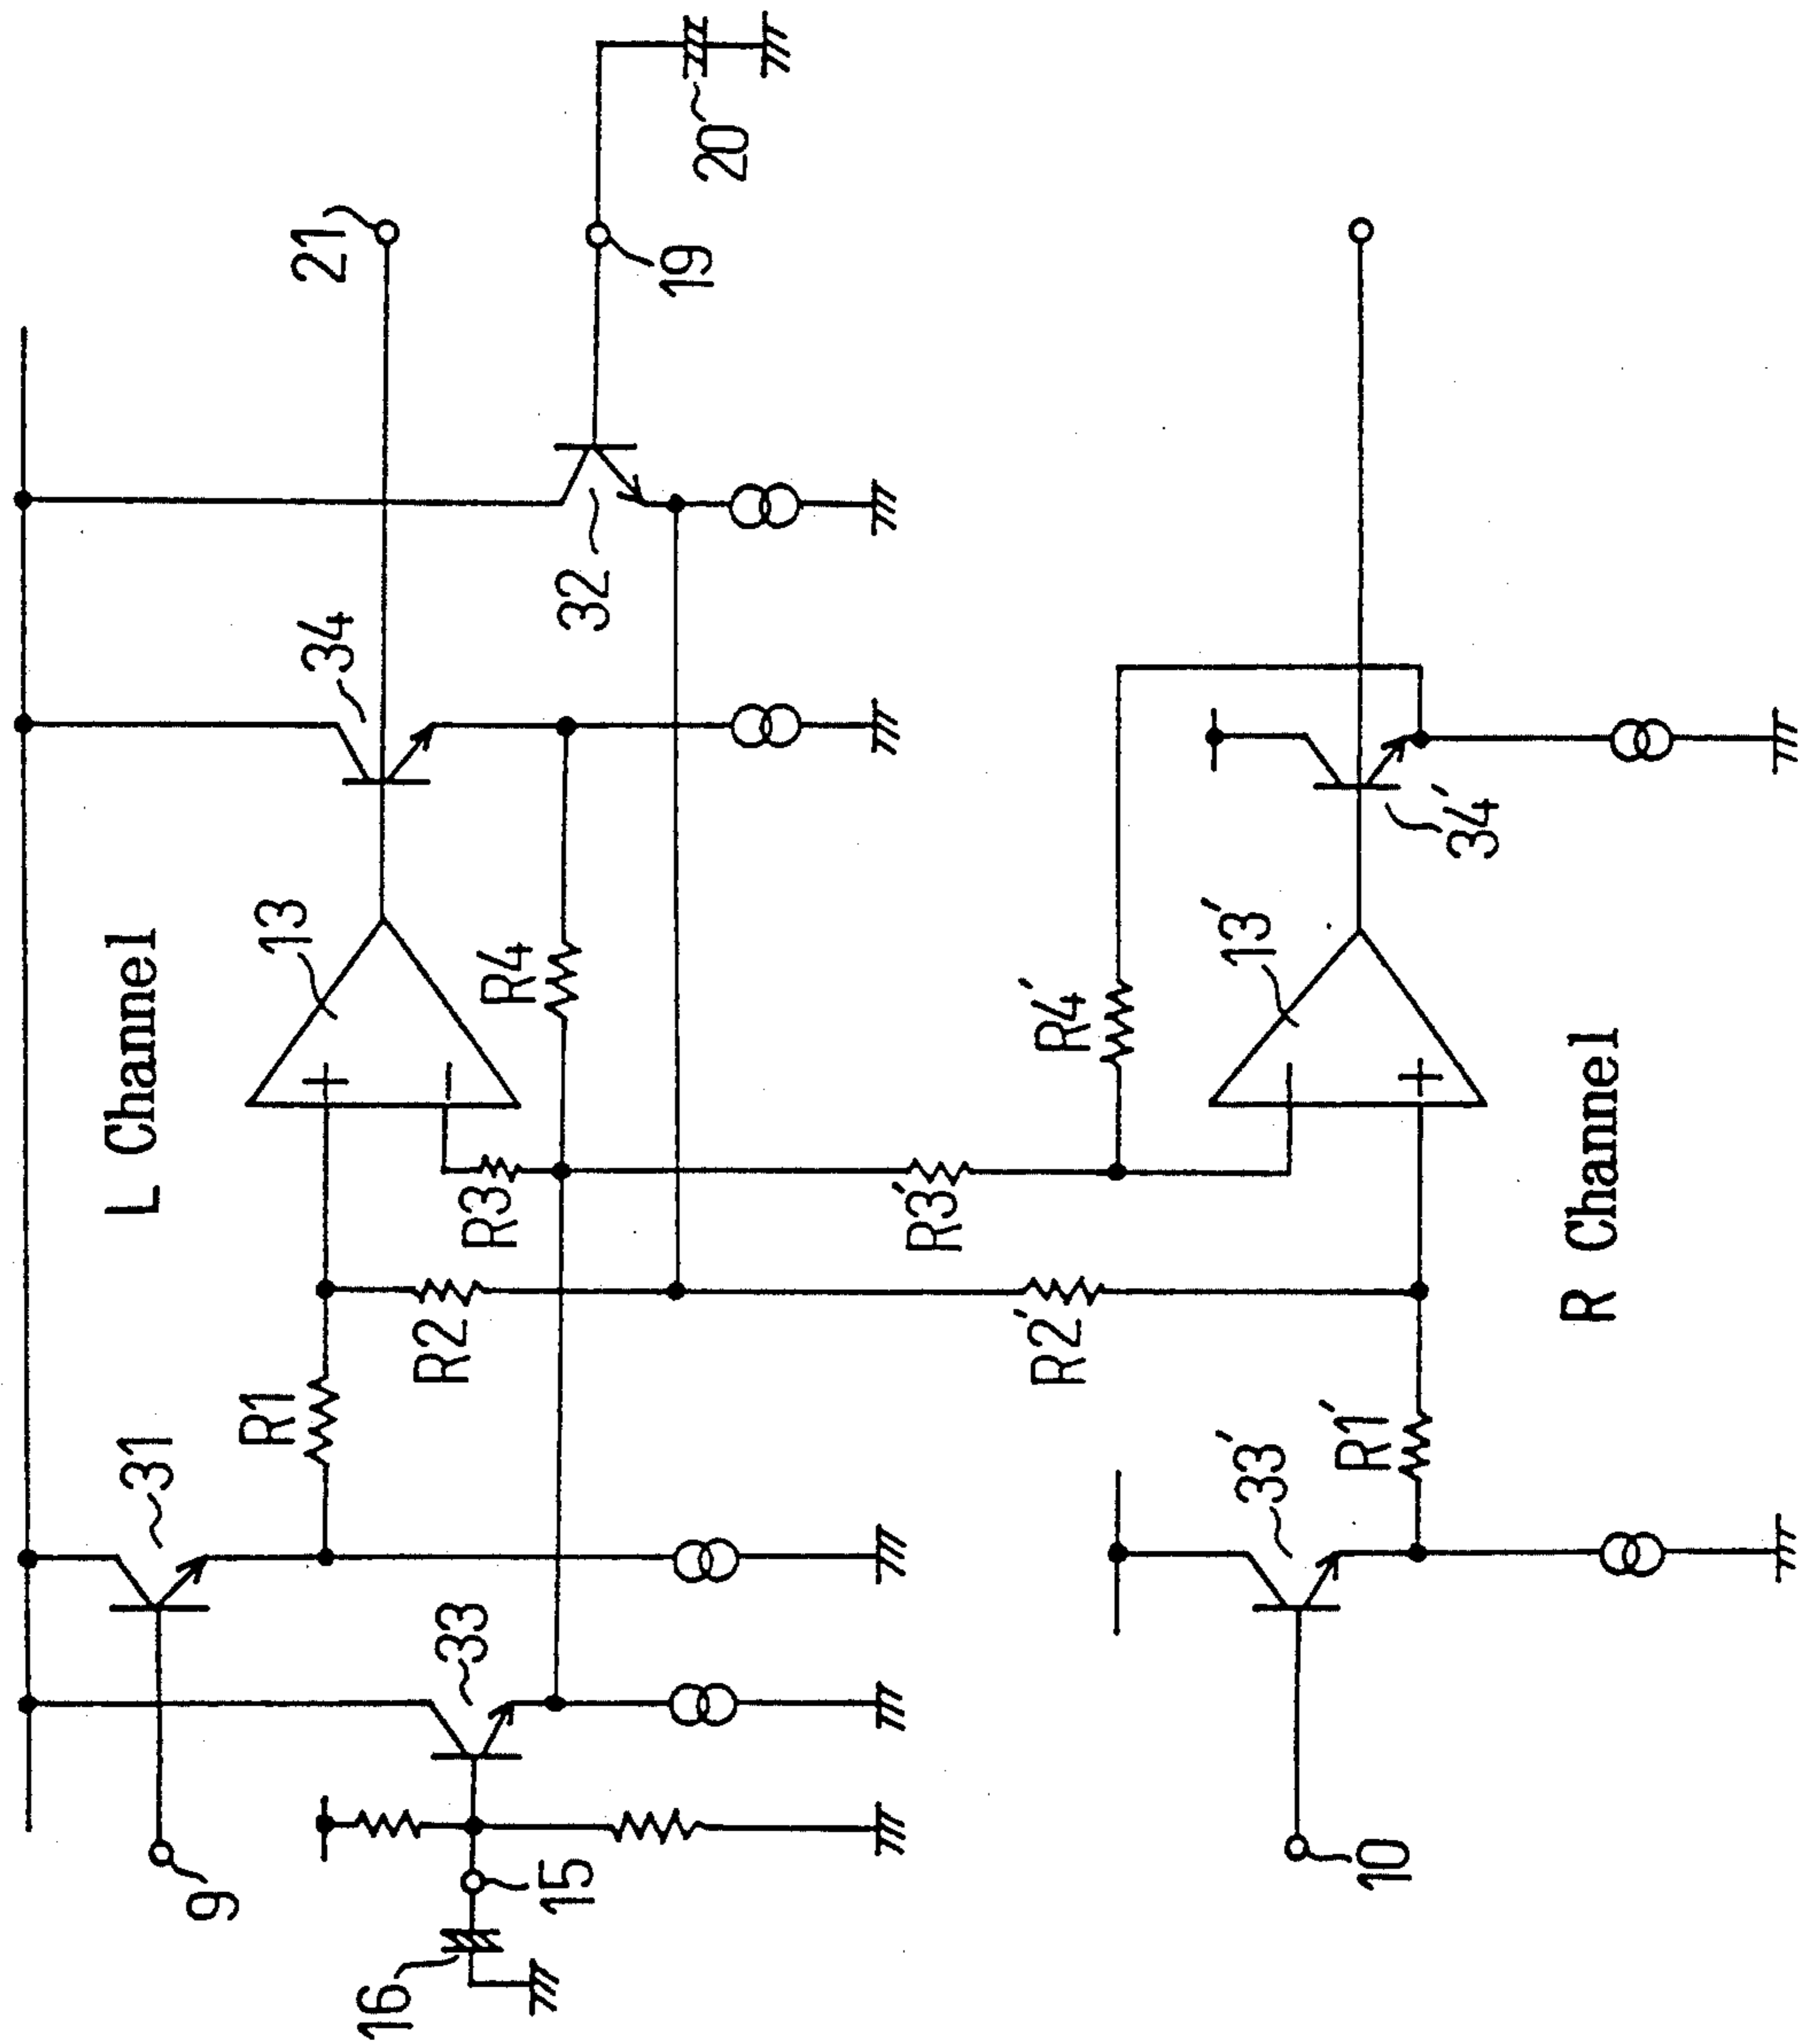 L Channel
21
34
13
31
R1
9
R4
32
19
20
R3
R2
33
15
16
R3'
R2'
R4'
13'
34'
33'
R1'
10
R Channel
+
−
−
+